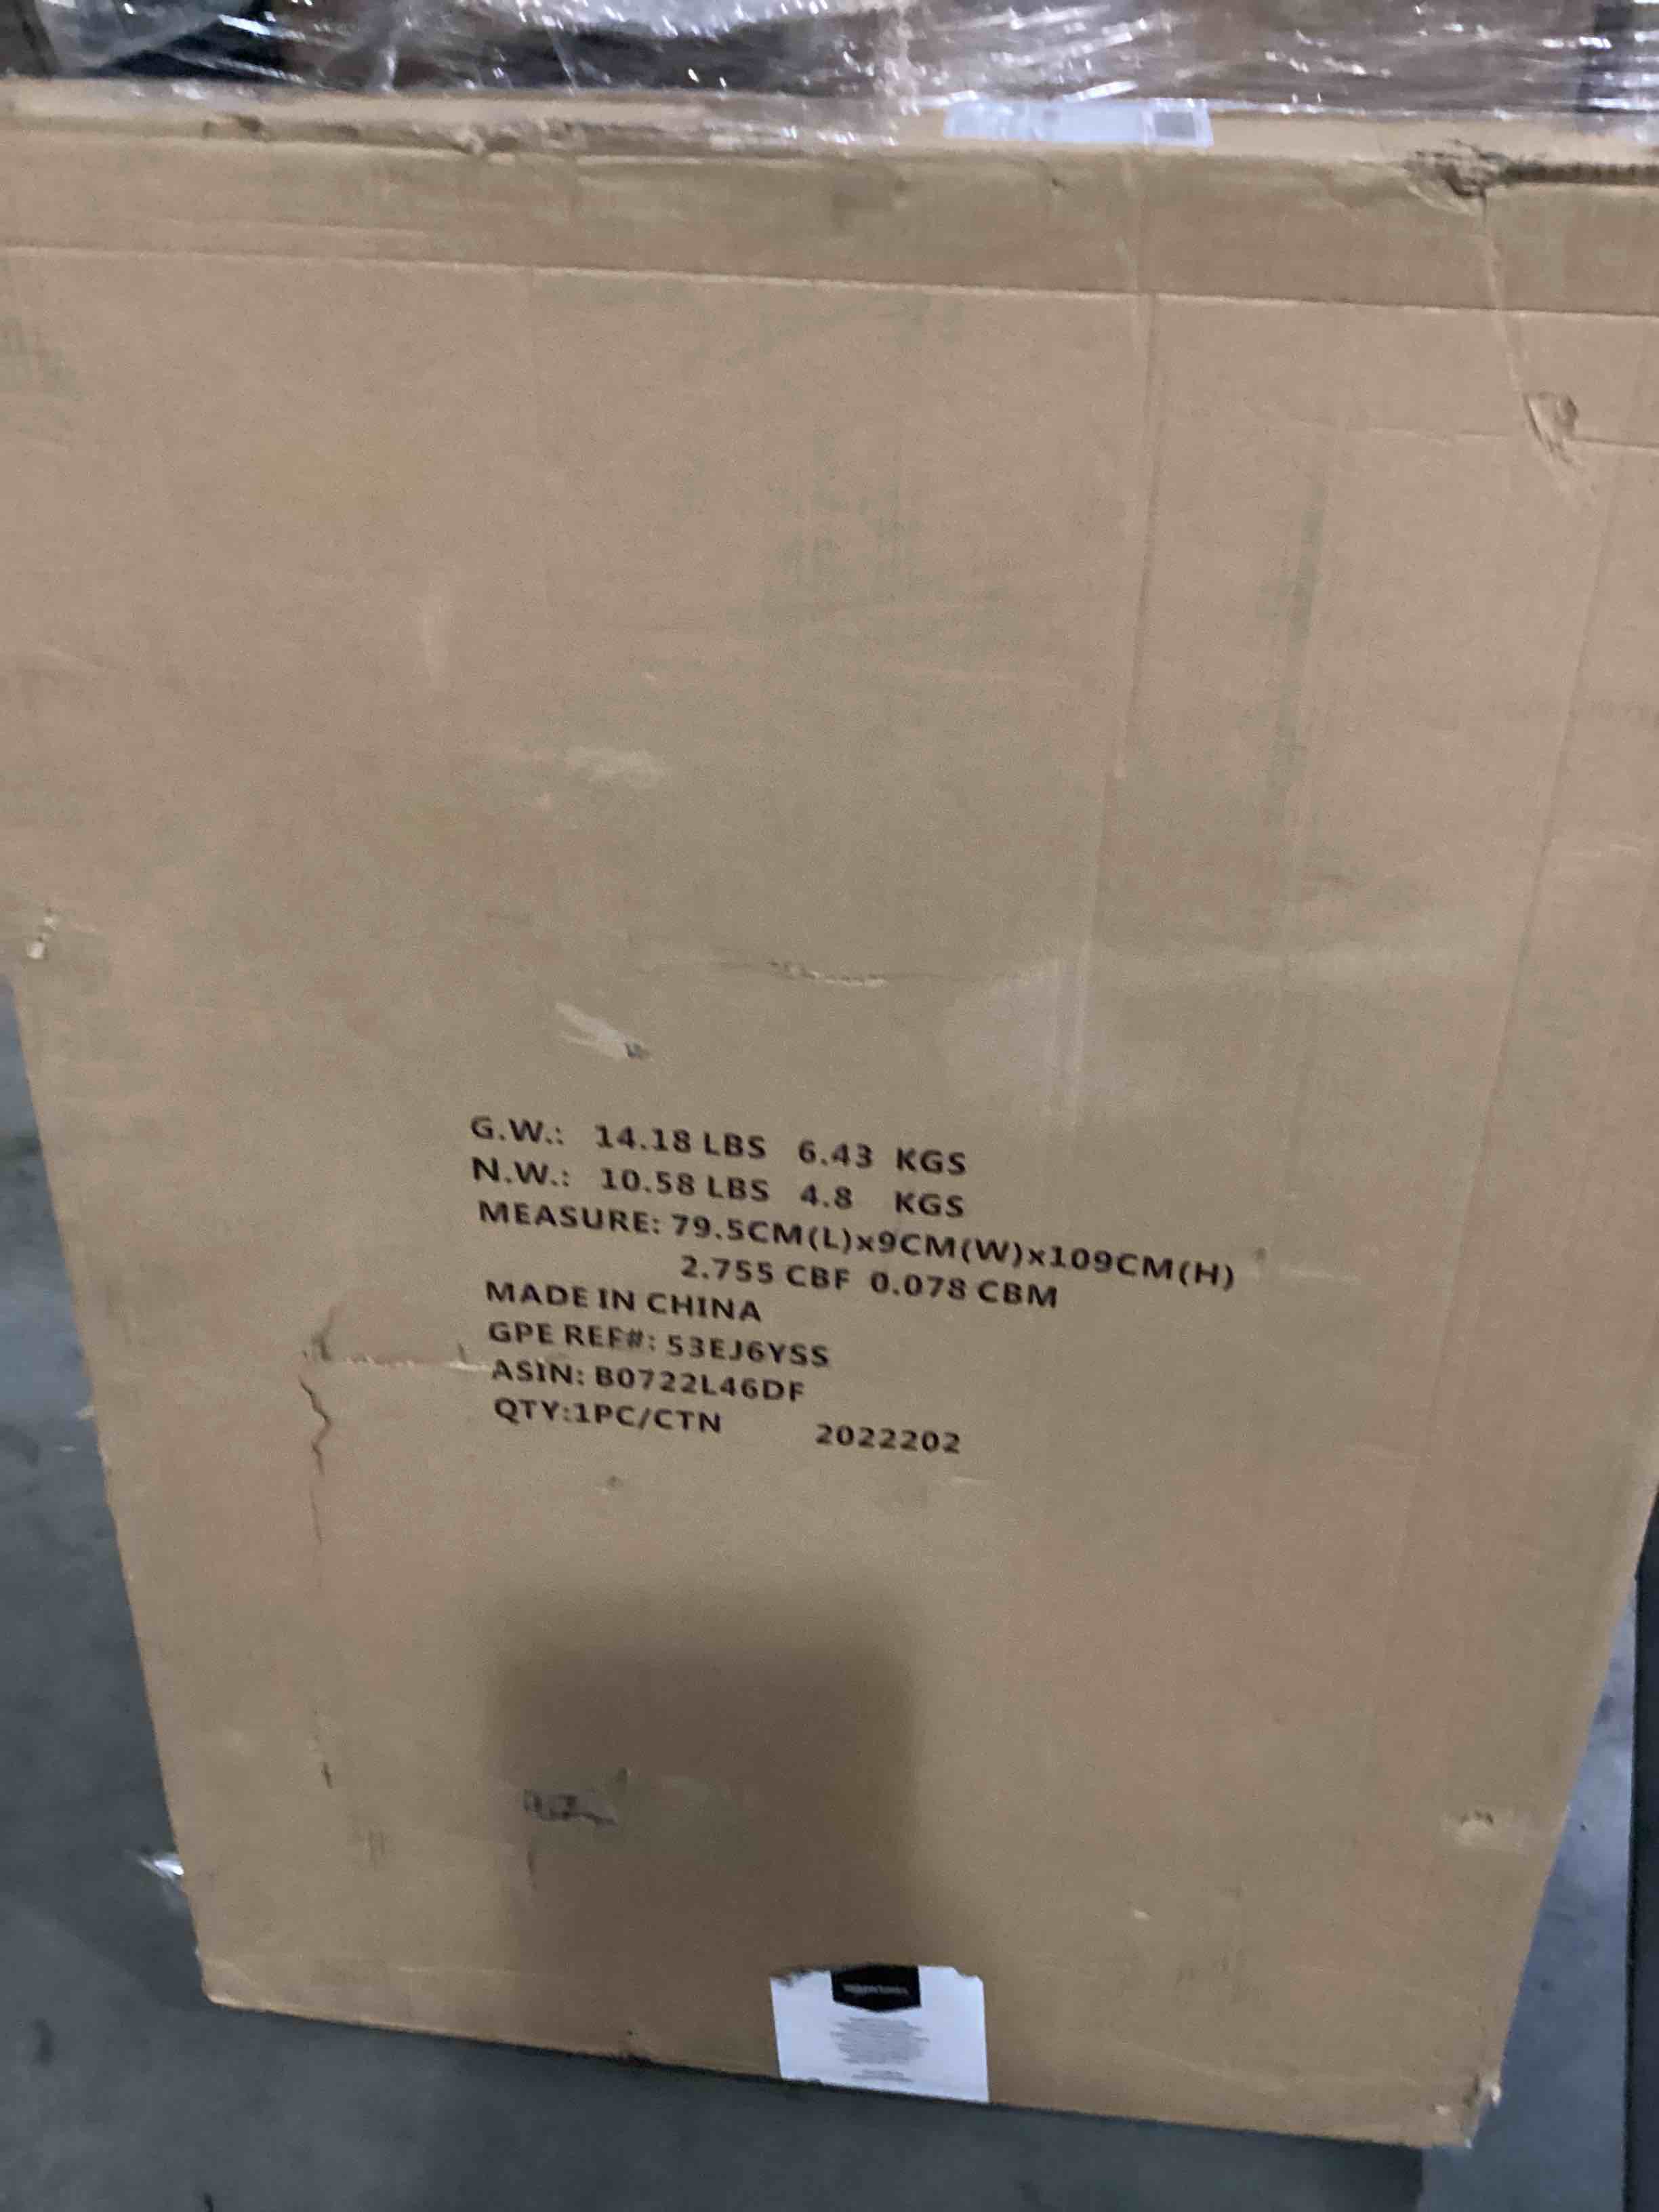 G.W.: 14.18 LBS 6.43 KGS
N.W.: 10.58 LBS 4.8 KGS
MEASURE: 79.5CM(L)x9CM(W)x109CM(H)
2.755 CBF 0.078 CBM
MADE IN CHINA
GPE REF#: 53EJ6YSS
ASIN: B0722L46DF
QTY:1PC/CTN 2022202